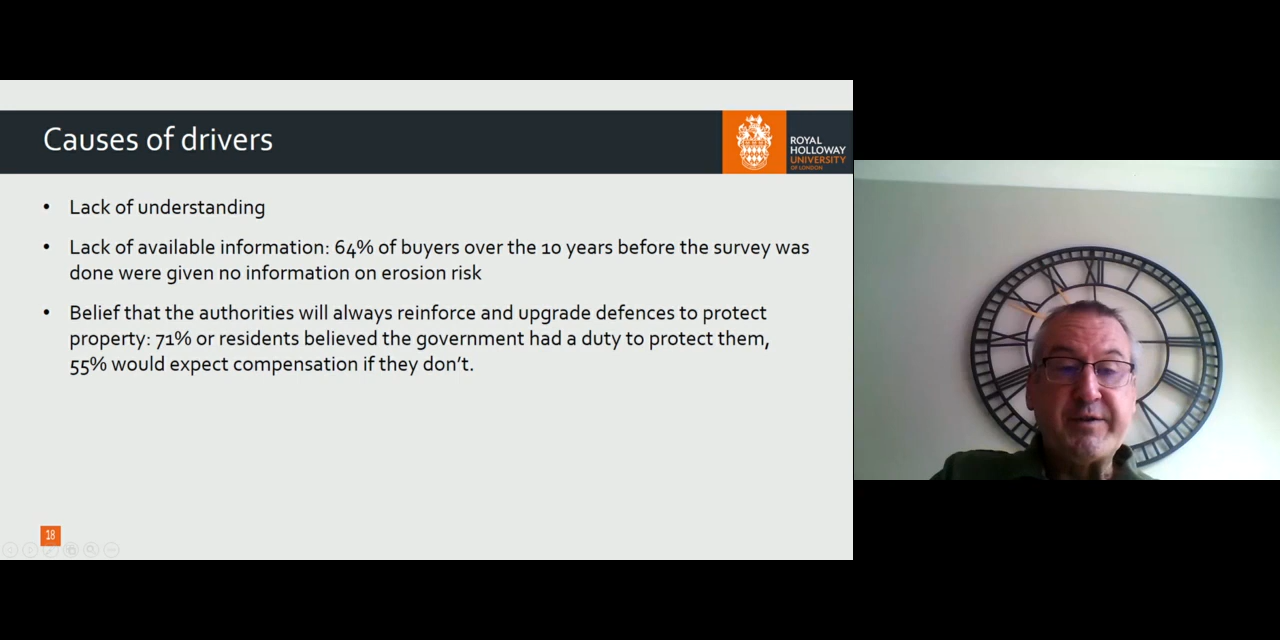 Causes of drivers
ROYAL
HOLLOWAY
UNIVERSITY
OF LONDON
• Lack of understanding
• Lack of available information: 64% of buyers over the 10 years before the survey was
done were given no information on erosion risk
• Belief that the authorities will always reinforce and upgrade defences to protect
property: 71% or residents believed the government had a duty to protect them,
55% would expect compensation if they don't.
18